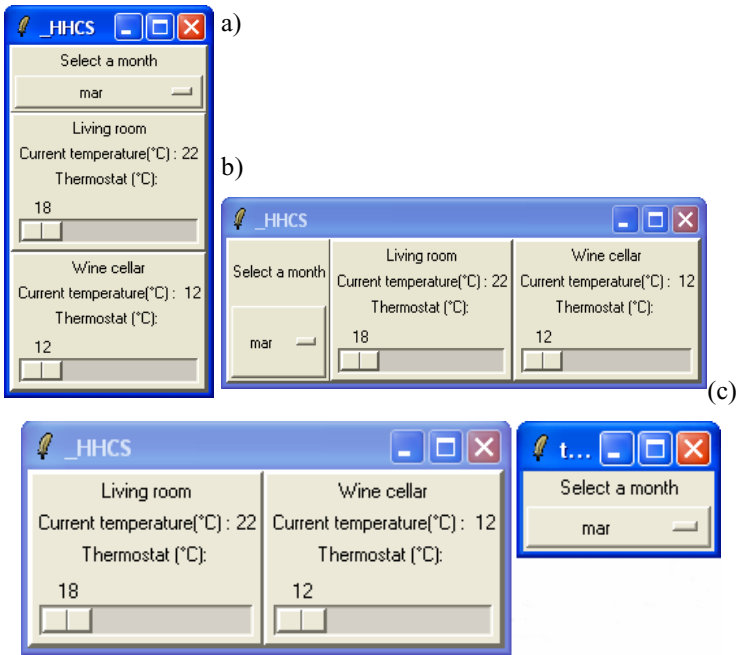 _HHCS
a)
Select a month
mar
Living room
Current temperature(°C) : 22
Thermostat (°C):
18
Wine cellar
Current temperature(°C) : 12
Thermostat (°C):
12
b)
_HHCS
Select a month
mar
Living room
Current temperature(°C) : 22
Thermostat (°C):
18
Wine cellar
Current temperature(°C) : 12
Thermostat (°C):
12
(c)
_HHCS
Living room
Current temperature(°C) : 22
Thermostat (°C):
18
Wine cellar
Current temperature(°C) : 12
Thermostat (°C):
12
t...
Select a month
mar